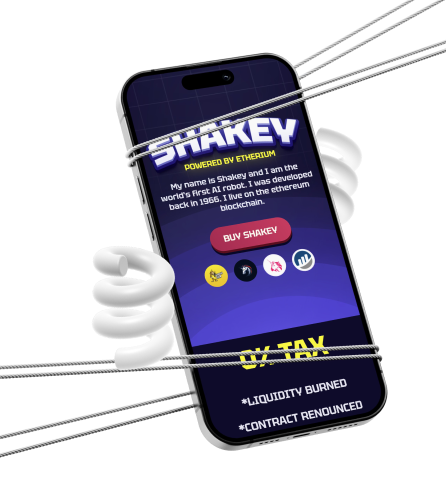 SHAKEY
POWERED BY ETHERIUM
My name is Shakey and I am the
world's first AI robot. I was developed
back in 1966. I live on the ethereum
blockchain.
BUY SHAKEY
0% TAX
*LIQUIDITY BURNED
*CONTRACT RENOUNCED